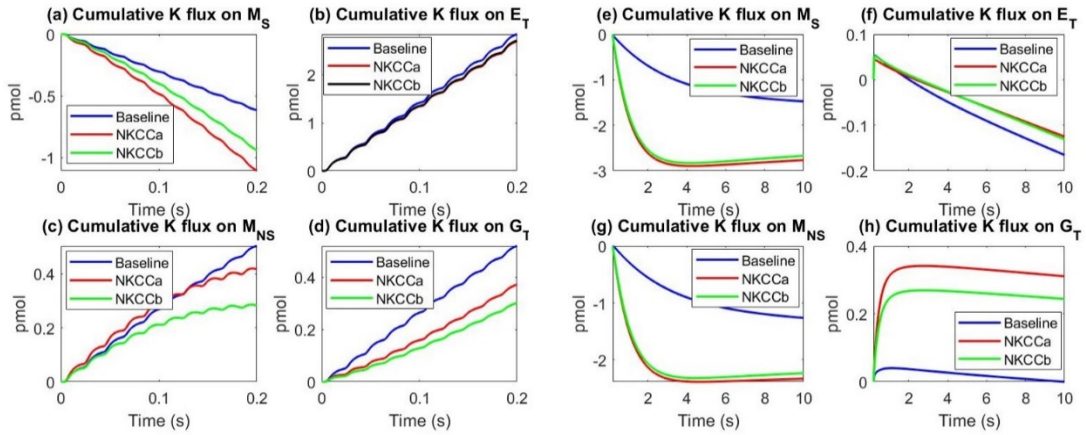 (a) Cumulative K flux on M_S
pmol
0
-0.5
-1
Baseline
NKCCa
NKCCb
0
0.1
0.2
Time (s)
(b) Cumulative K flux on E_T
2
1
0
Baseline
NKCCa
NKCCb
0
0.1
0.2
Time (s)
(e) Cumulative K flux on M_S
pmol
0
-1
-2
-3
Baseline
NKCCa
NKCCb
2
4
6
8
10
Time (s)
(f) Cumulative K flux on E_T
pmol
0.1
0
-0.1
-0.2
Baseline
NKCCa
NKCCb
2
4
6
8
10
Time (s)
(c) Cumulative K flux on M_NS
pmol
0.4
0.2
0
Baseline
NKCCa
NKCCb
0
0.1
0.2
Time (s)
(d) Cumulative K flux on G_T
0.4
0.2
0
Baseline
NKCCa
NKCCb
0
0.1
0.2
Time (s)
(g) Cumulative K flux on M_NS
pmol
0
-1
-2
Baseline
NKCCa
NKCCb
2
4
6
8
10
Time (s)
(h) Cumulative K flux on G_T
pmol
0.4
0.2
0
Baseline
NKCCa
NKCCb
2
4
6
8
10
Time (s)